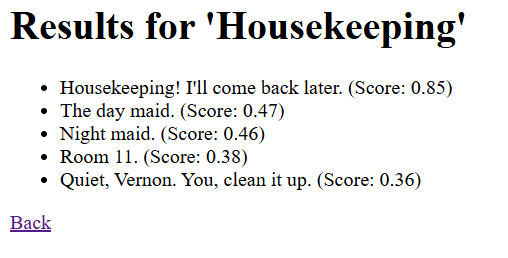 Results for 'Housekeeping'
Housekeeping! I'll come back later. (Score: 0.85)
The day maid. (Score: 0.47)
Night maid. (Score: 0.46)
Room 11. (Score: 0.38)
Quiet, Vernon. You, clean it up. (Score: 0.36)
Back